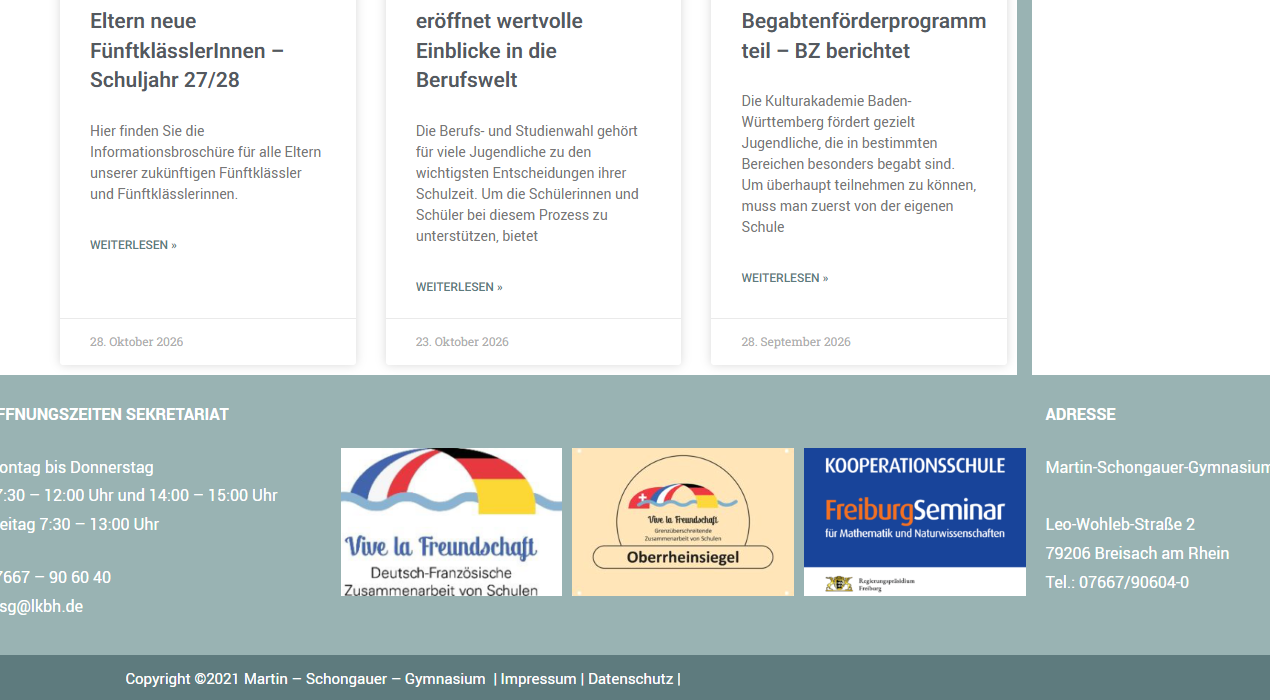 Eltern neue
FünftklässlerInnen –
Schuljahr 27/28
Hier finden Sie die
Informationsbroschüre für alle Eltern
unserer zukünftigen Fünftklässler
und Fünftklässlerinnen.
WEITERLESEN »
28. Oktober 2026
eröffnet wertvolle
Einblicke in die
Berufswelt
Die Berufs- und Studienwahl gehört
für viele Jugendliche zu den
wichtigsten Entscheidungen ihrer
Schulzeit. Um die Schülerinnen und
Schüler bei diesem Prozess zu
unterstützen, bietet
WEITERLESEN »
23. Oktober 2026
Begabtenförderprogramm
teil – BZ berichtet
Die Kulturakademie Baden-
Württemberg fördert gezielt
Jugendliche, die in bestimmten
Bereichen besonders begabt sind.
Um überhaupt teilnehmen zu können,
muss man zuerst von der eigenen
Schule
WEITERLESEN »
28. September 2026
FFNUNGSZEITEN SEKRETARIAT
ontag bis Donnerstag
7:30 – 12:00 Uhr und 14:00 – 15:00 Uhr
eitag 7:30 – 13:00 Uhr
7667 – 90 60 40
sg@lkbh.de
Vive la Freundschaft
Deutsch-Französische
Zusammenarbeit von Schulen
Vive la Freundschaft
Grenzüberschreitende
Zusammenarbeit von Schulen
Oberrheinsiegel
KOOPERATIONSSCHULE
FreiburgSeminar
für Mathematik und Naturwissenschaften
Regierungspräsidium
Freiburg
ADRESSE
Martin-Schongauer-Gymnasium
Leo-Wohleb-Straße 2
79206 Breisach am Rhein
Tel.: 07667/90604-0
Copyright ©2021 Martin – Schongauer – Gymnasium | Impressum | Datenschutz |